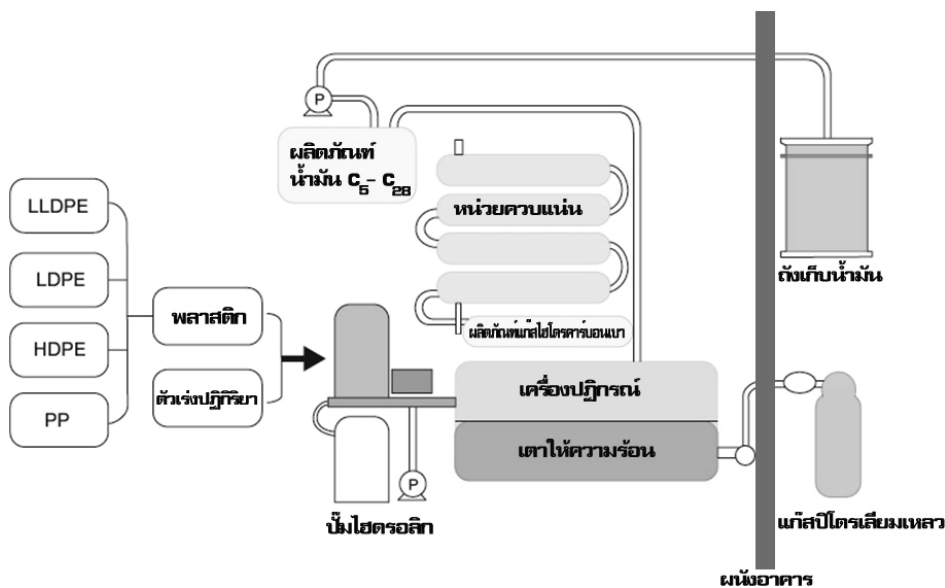 P
ผลิตภัณฑ์
น้ำมัน C₅- C₂₈
หน่วยควบแน่น
ถังเก็บน้ำมัน
LLDPE
LDPE
HDPE
PP
พลาสติก
ตัวเร่งปฏิกิริยา
ผลิตภัณฑ์แก๊สไฮโดรคาร์บอนเบา
เครื่องปฏิกรณ์
เตาให้ความร้อน
P
ปั๊มไฮดรอลิก
แก๊สปิโตรเลียมเหลว
ผนังอาคาร